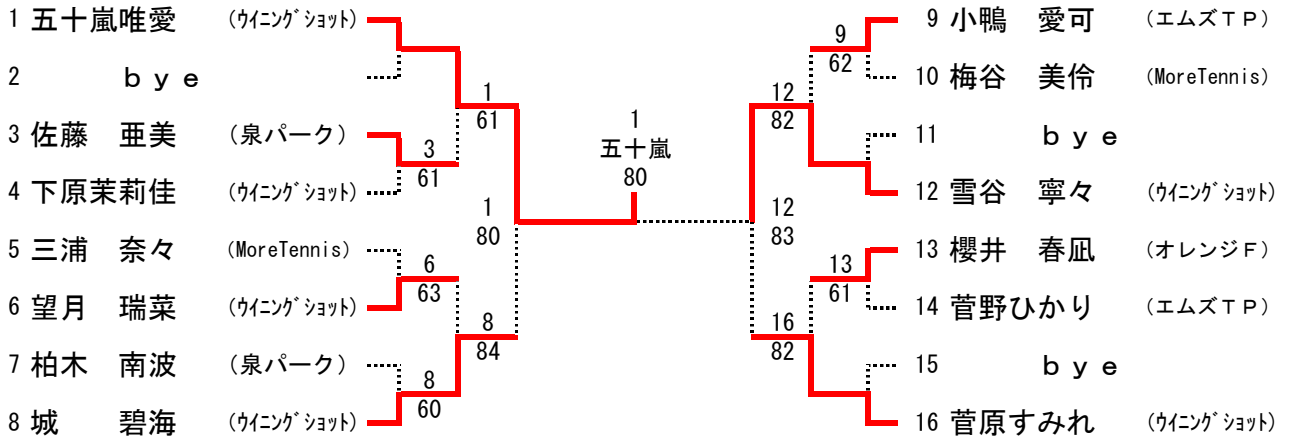 1 五十嵐唯愛 (ｳｲﾆﾝｸﾞｼｮｯﾄ)
2 ｂｙｅ
3 佐藤 亜美 (泉パーク)
4 下原茉莉佳 (ｳｲﾆﾝｸﾞｼｮｯﾄ)
5 三浦 奈々 (MoreTennis)
6 望月 瑞菜 (ｳｲﾆﾝｸﾞｼｮｯﾄ)
7 柏木 南波 (泉パーク)
8 城 碧海 (ｳｲﾆﾝｸﾞｼｮｯﾄ)
3
61
6
63
8
60
1
61
8
84
1
80
1
五十嵐
80
12
83
12
82
16
82
9
62
13
61
9 小鴨 愛可 (エムズＴＰ)
10 梅谷 美伶 (MoreTennis)
11 ｂｙｅ
12 雪谷 寧々 (ｳｲﾆﾝｸﾞｼｮｯﾄ)
13 櫻井 春凪 (オレンジＦ)
14 菅野ひかり (エムズＴＰ)
15 ｂｙｅ
16 菅原すみれ (ｳｲﾆﾝｸﾞｼｮｯﾄ)